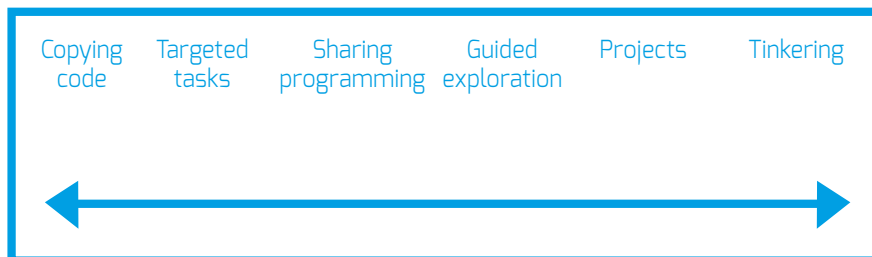 Copying code
Targeted tasks
Sharing programming
Guided exploration
Projects
Tinkering